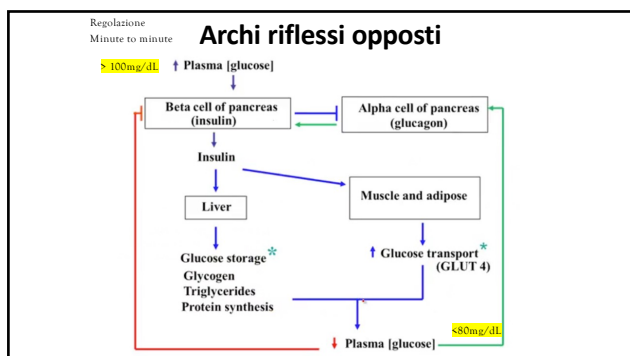 Regolazione
Minute to minute
Archi riflessi opposti
> 100mg/dL
↑ Plasma [glucose]
Beta cell of pancreas
(insulin)
Alpha cell of pancreas
(glucagon)
Insulin
Liver
Muscle and adipose
Glucose storage*
Glycogen
Triglycerides
Protein synthesis
↑ Glucose transport*
(GLUT 4)
<80mg/dL
↓ Plasma [glucose]